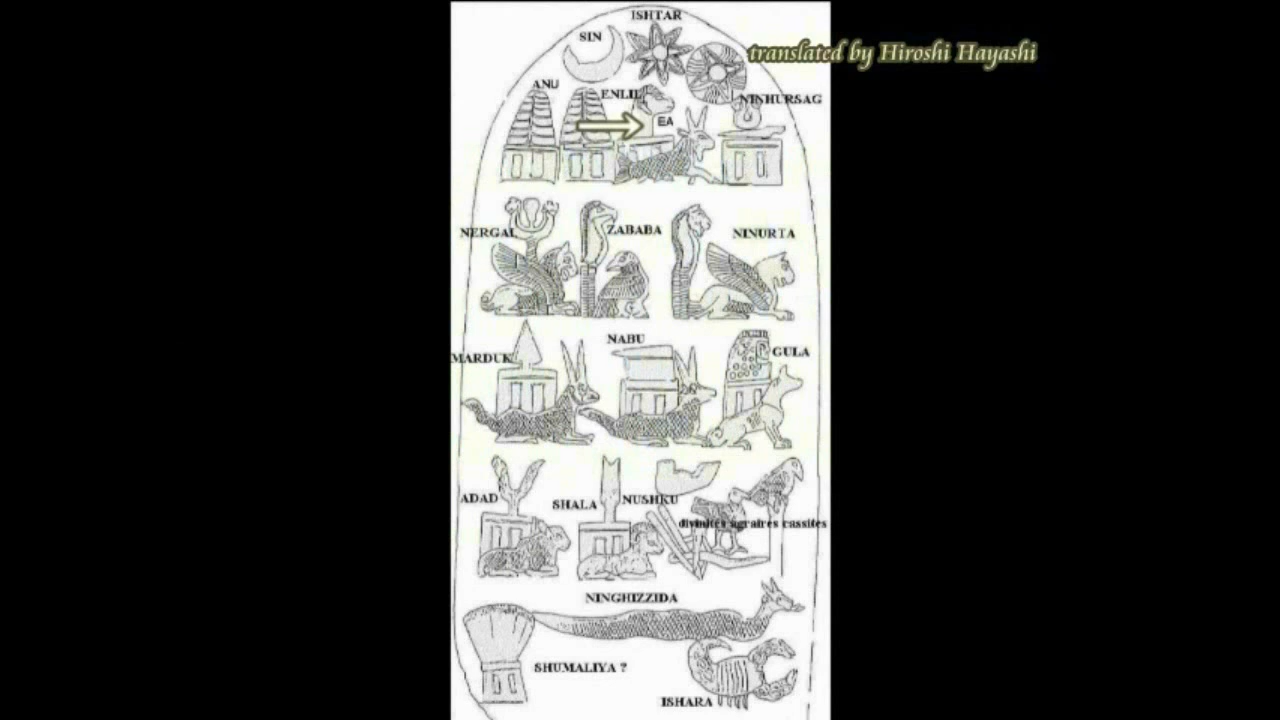 ISHTAR
SIN
translated by Hiroshi Hayashi
ANU
ENLIL
NINHURSAG
EA
NERGAL
ZABABA
NINURTA
MARDUK
NABU
GULA
ADAD
SHALA
NUSHKU
divinités agraires cassites
NINGHIZZIDA
SHUMALIYA ?
ISHARA